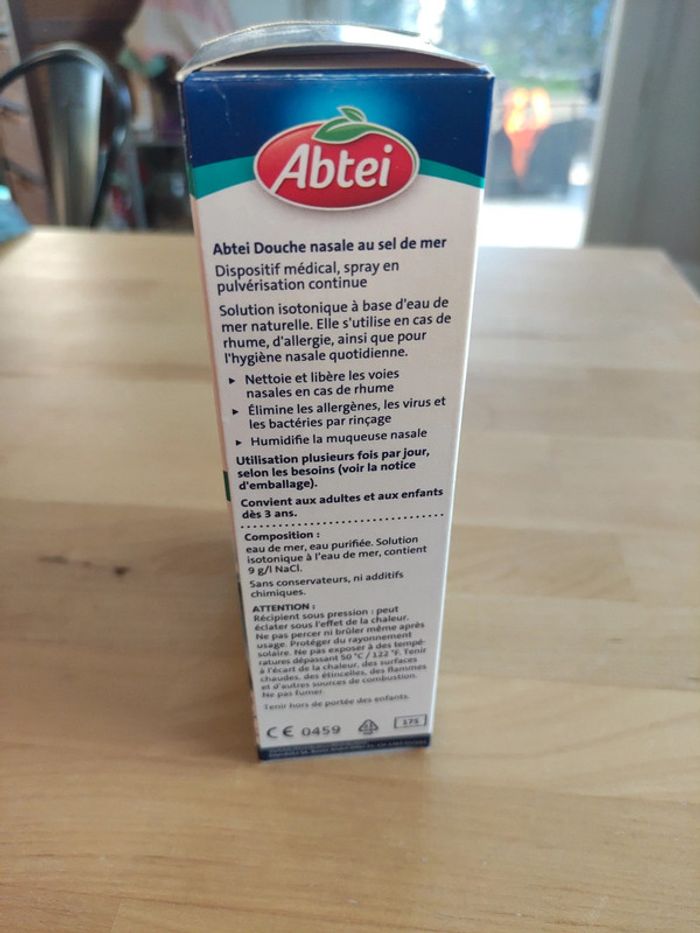 Abtei
Abtei Douche nasale au sel de mer
Dispositif médical, spray en
pulvérisation continue
Solution isotonique à base d'eau de
mer naturelle. Elle s'utilise en cas de
rhume, d'allergie, ainsi que pour
l'hygiène nasale quotidienne.
▸ Nettoie et libère les voies
nasales en cas de rhume
▸ Élimine les allergènes, les virus et
les bactéries par rinçage
▸ Humidifie la muqueuse nasale
Utilisation plusieurs fois par jour,
selon les besoins (voir la notice
d'emballage).
Convient aux adultes et aux enfants
dès 3 ans.
Composition :
eau de mer, eau purifiée. Solution
isotonique à l'eau de mer, contient
9 g/l NaCl.
Sans conservateurs, ni additifs
chimiques.
ATTENTION :
Récipient sous pression : peut
éclater sous l'effet de la chaleur.
Ne pas percer ni brûler même après
usage. Protéger du rayonnement
solaire. Ne pas exposer à des tempé-
ratures dépassant 50 °C / 122 °F. Tenir
à l'écart de la chaleur, des surfaces
chaudes, des étincelles, des flammes
et d'autres sources de combustion.
Ne pas fumer.
Tenir hors de portée des enfants.
CE 0459 175